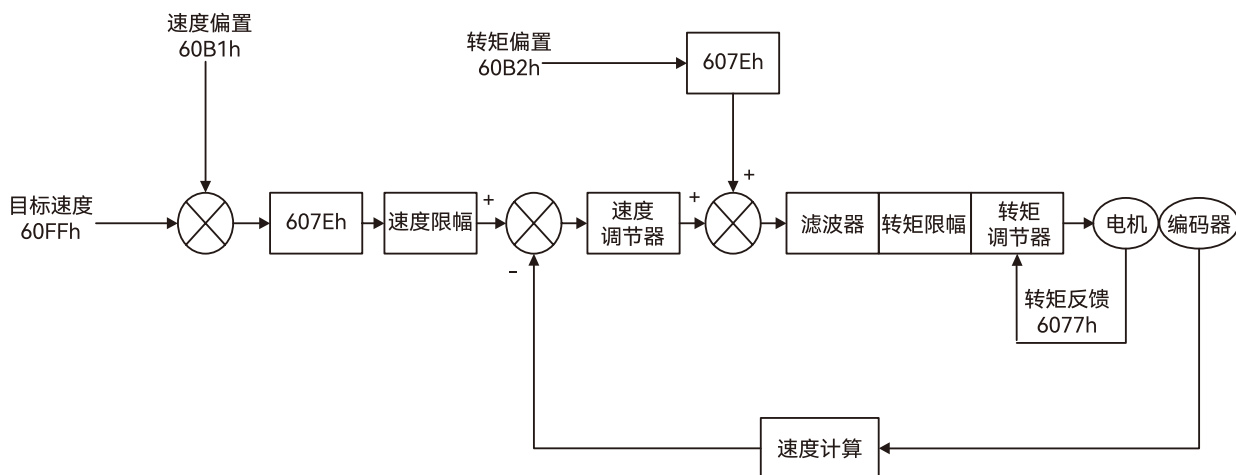 速度偏置
60B1h
转矩偏置
60B2h
607Eh
+
目标速度
60FFh
607Eh
速度限幅
+
−
速度
调节器
+
滤波器
转矩限幅
转矩
调节器
电机
编码器
转矩反馈
6077h
速度计算